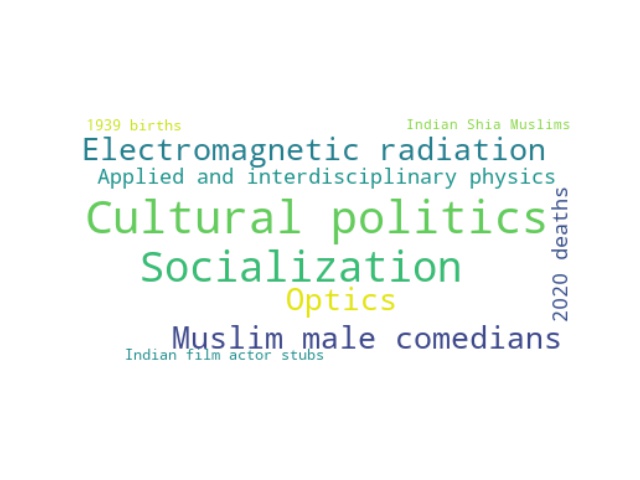 1939 births
Indian Shia Muslims
Electromagnetic radiation
Applied and interdisciplinary physics
Cultural politics
2020 deaths
Socialization
Optics
Muslim male comedians
Indian film actor stubs